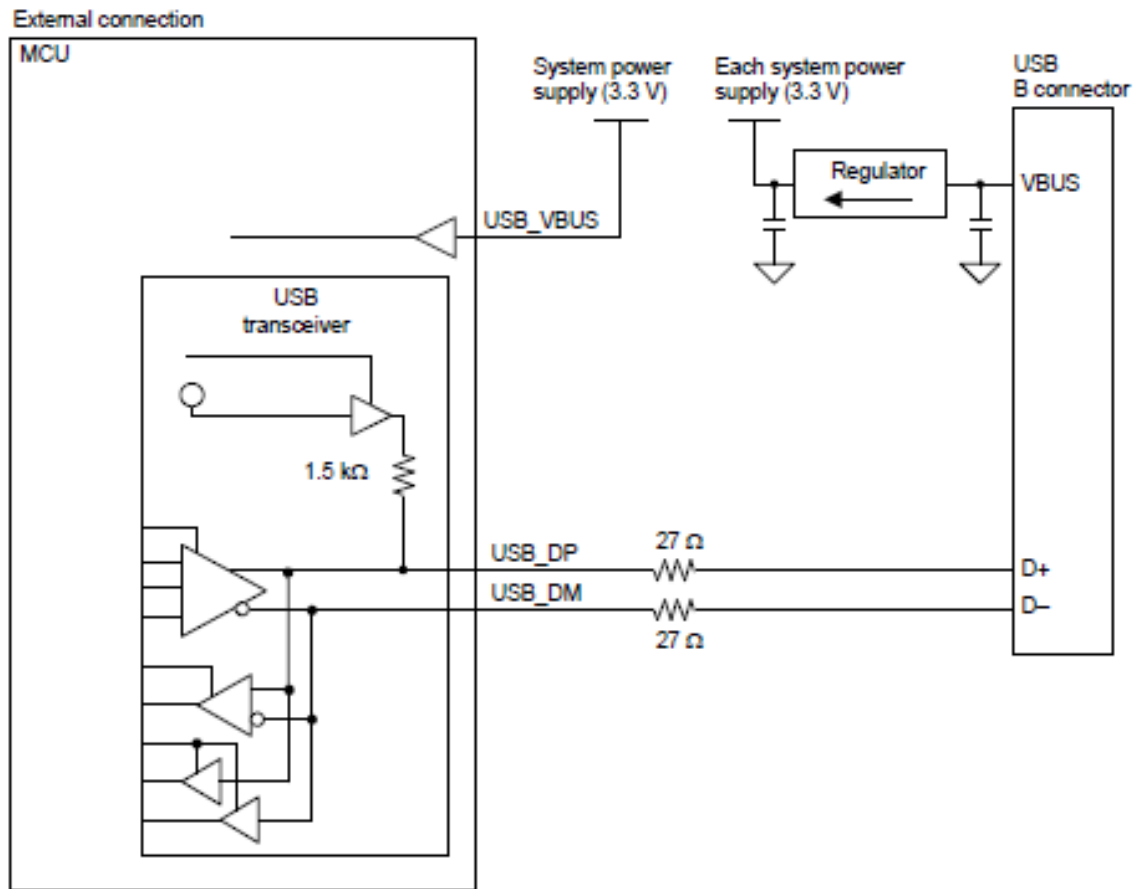 External connection
MCU
System power
supply (3.3 V)
Each system power
supply (3.3 V)
USB
B connector
Regulator
VBUS
USB_VBUS
USB
transceiver
1.5 kΩ
USB_DP
27 Ω
D+
USB_DM
27 Ω
D–